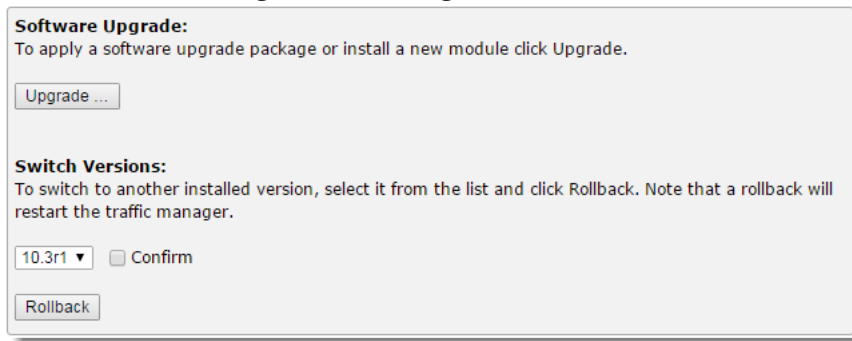 Software Upgrade:
To apply a software upgrade package or install a new module click Upgrade.
Upgrade ...
Switch Versions:
To switch to another installed version, select it from the list and click Rollback. Note that a rollback will
restart the traffic manager.
10.3r1 Confirm
Rollback